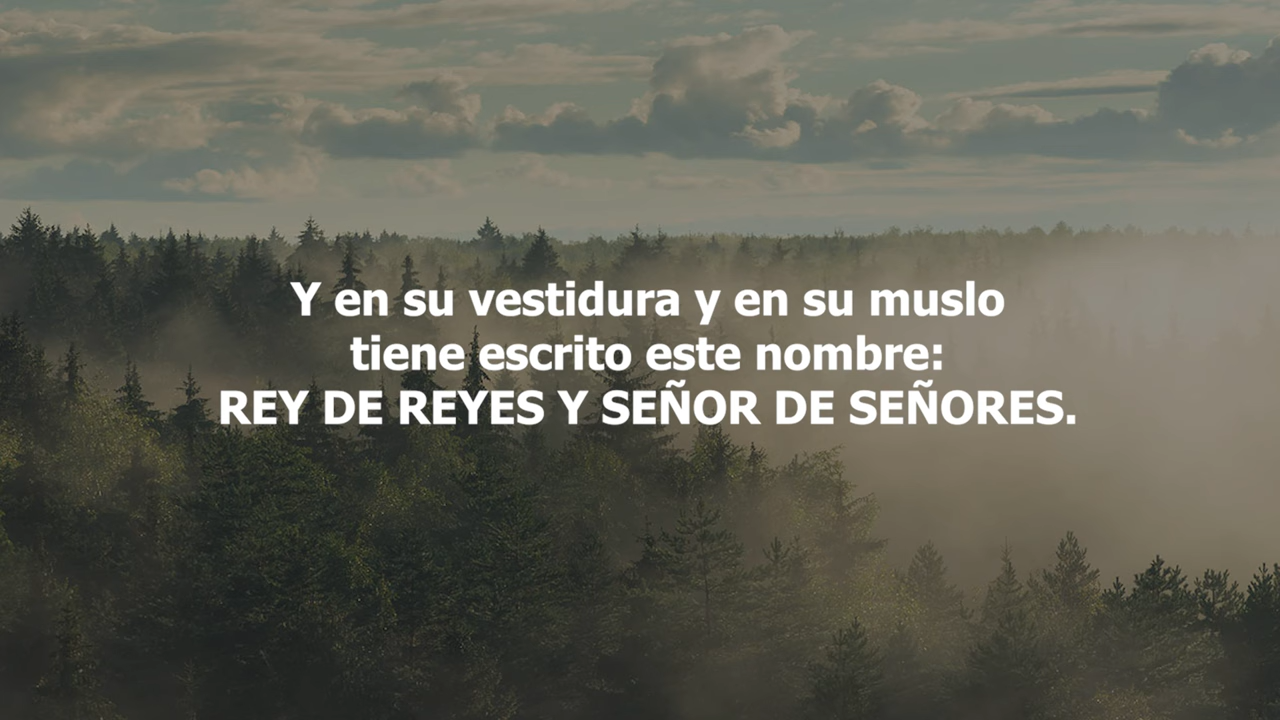 Y en su vestidura y en su muslo
tiene escrito este nombre:
REY DE REYES Y SEÑOR DE SEÑORES.